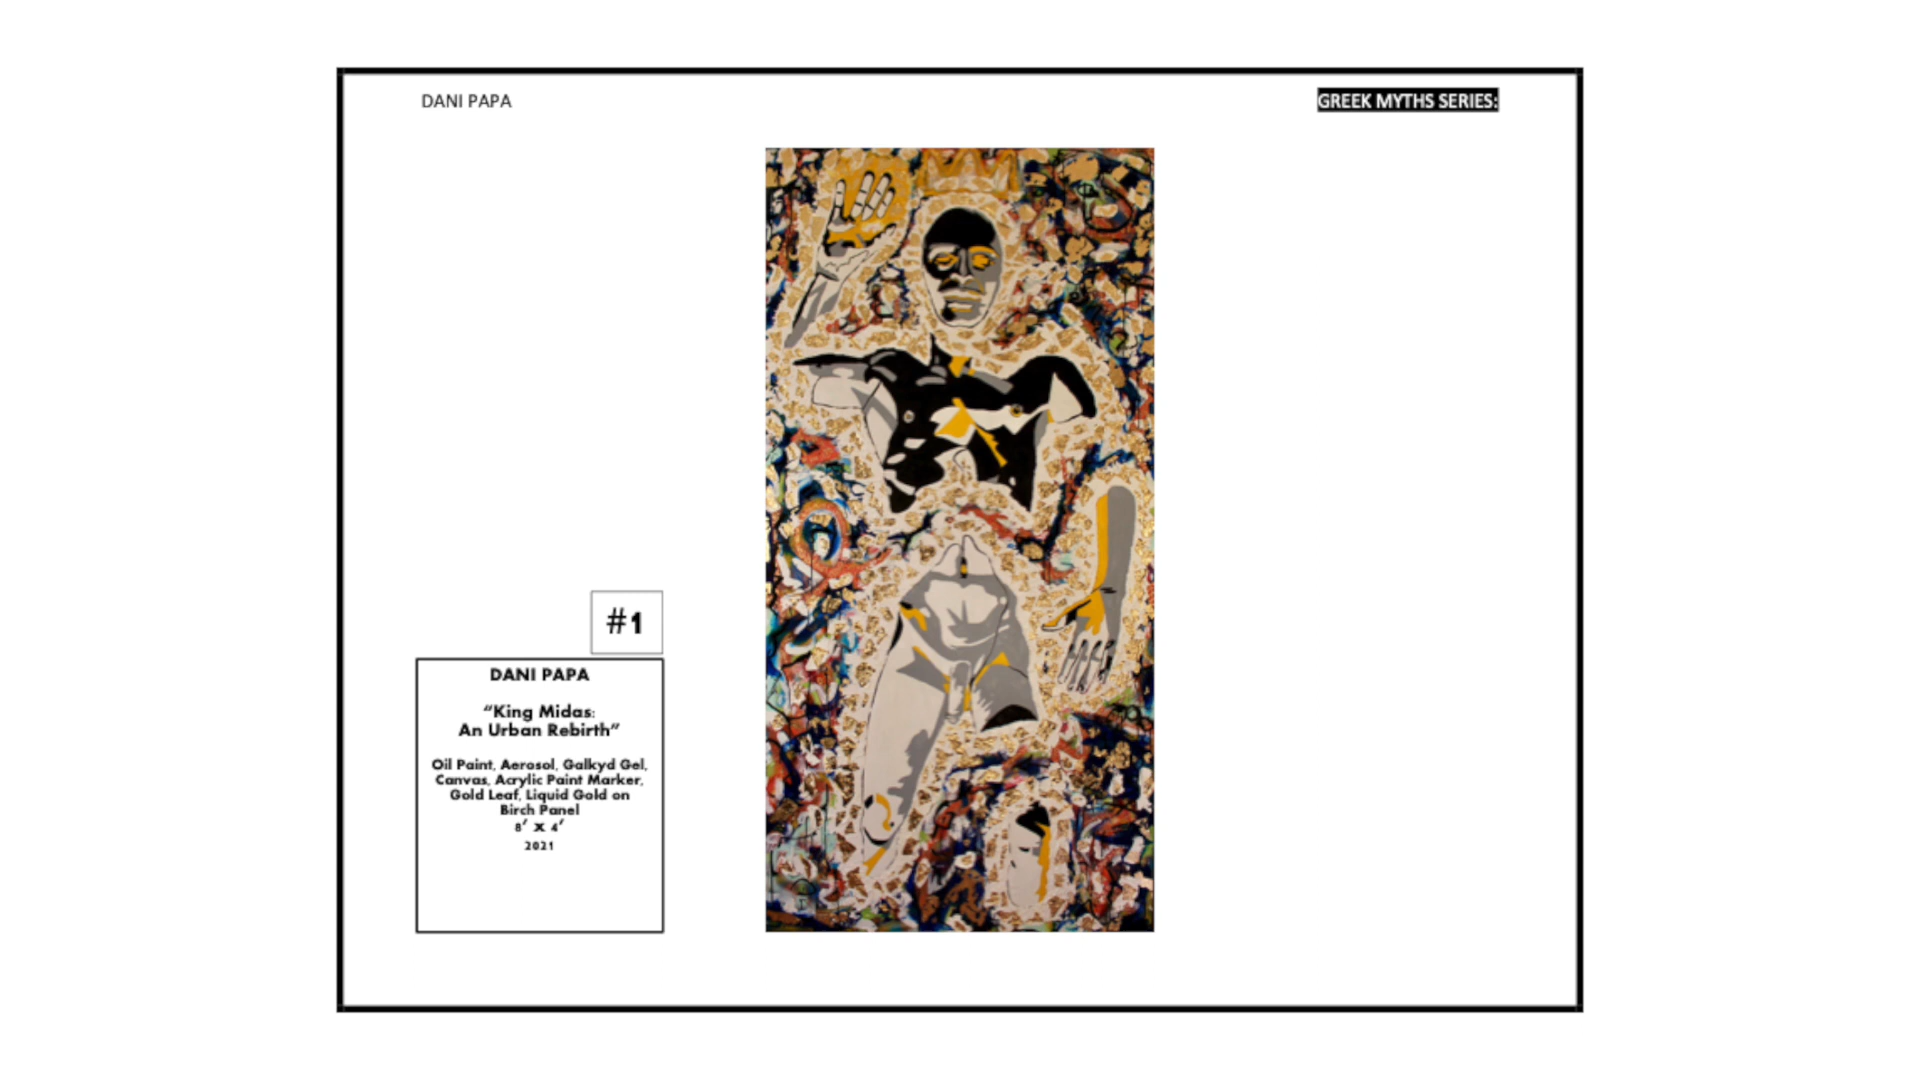 DANI PAPA
GREEK MYTHS SERIES:
#1
DANI PAPA
“King Midas:
An Urban Rebirth”
Oil Paint, Aerosol, Galkyd Gel,
Canvas, Acrylic Paint Marker,
Gold Leaf, Liquid Gold on
Birch Panel
8’ x 4’
2021